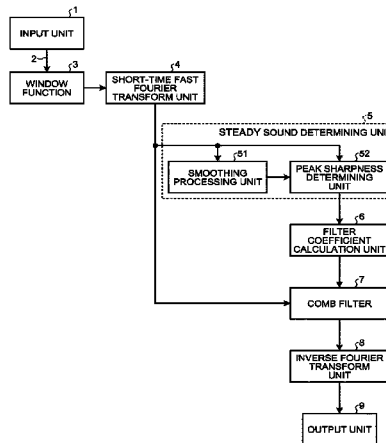 1
INPUT UNIT
2
3
WINDOW
FUNCTION
4
SHORT-TIME FAST
FOURIER
TRANSFORM UNIT
5
STEADY SOUND DETERMINING UNI
51
SMOOTHING
PROCESSING UNIT
52
PEAK SHARPNESS
DETERMINING
UNIT
6
FILTER
COEFFICIENT
CALCULATION UNIT
7
COMB FILTER
8
INVERSE FOURIER
TRANSFORM
UNIT
9
OUTPUT UNIT